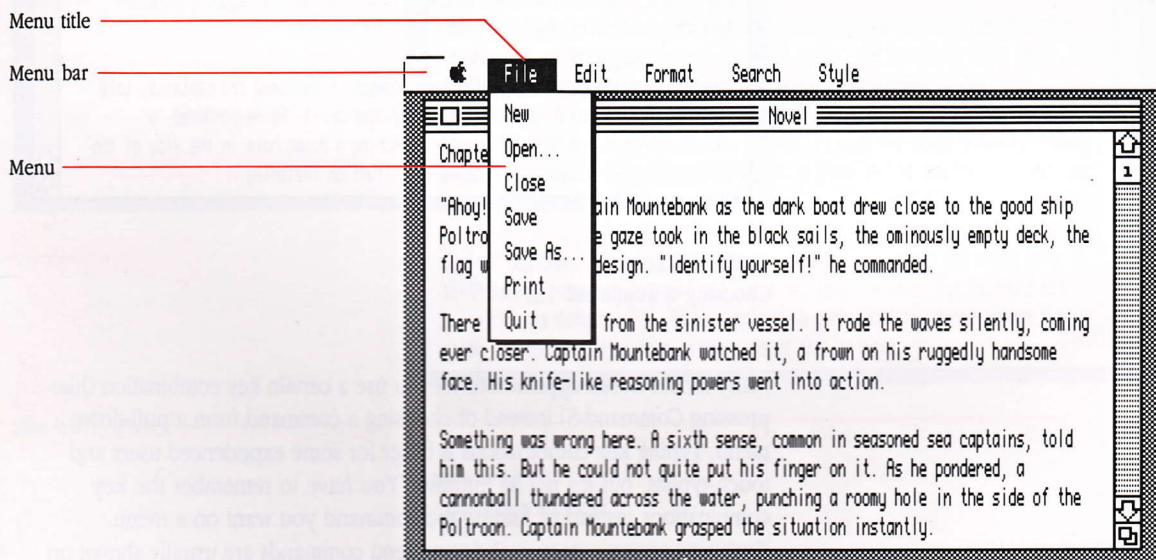 Menu title
Menu bar
File Edit Format Search Style
Novel
New
Open...
Close
Save
Save As...
Print
Quit
Menu
Chapte
1
"Ahoy! ain Mountebank as the dark boat drew close to the good ship
Poltro e gaze took in the black sails, the ominously empty deck, the
flag w design. "Identify yourself!" he commanded.
There from the sinister vessel. It rode the waves silently, coming
ever closer. Captain Mountebank watched it, a frown on his ruggedly handsome
face. His knife-like reasoning powers went into action.
Something was wrong here. A sixth sense, common in seasoned sea captains, told
him this. But he could not quite put his finger on it. As he pondered, a
cannonball thundered across the water, punching a roomy hole in the side of the
Poltroon. Captain Mountebank grasped the situation instantly.